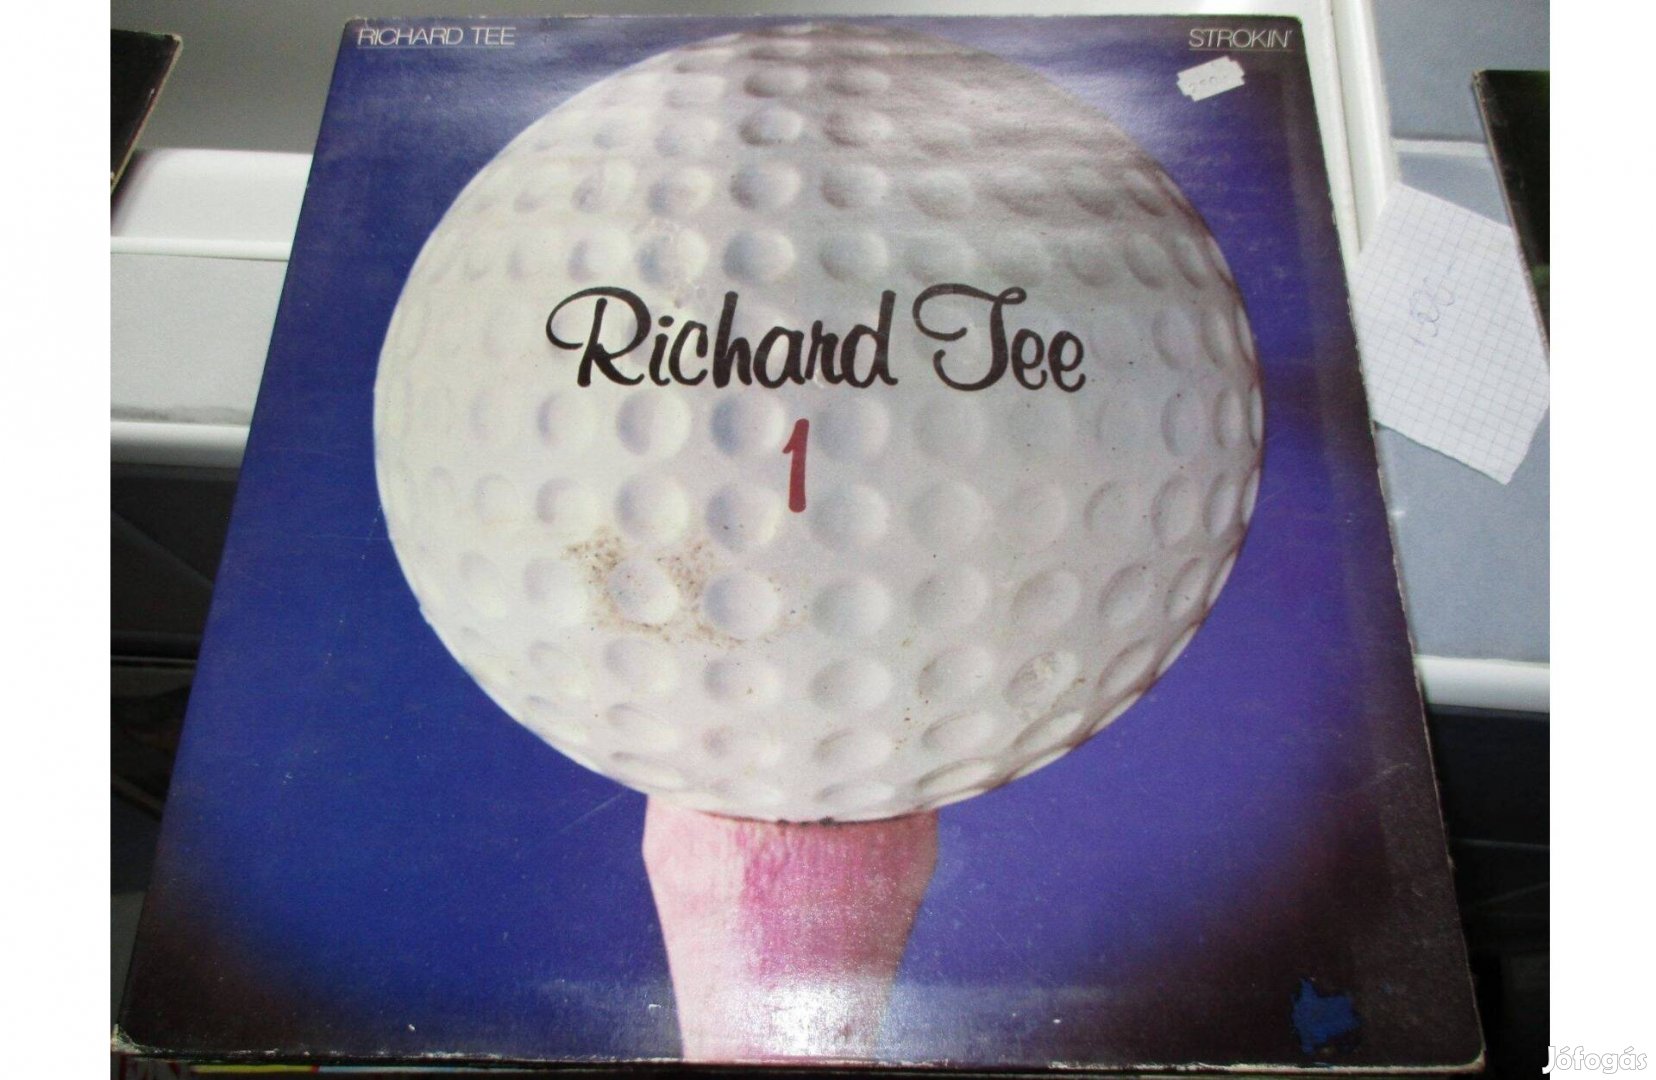 RICHARD TEE
STROKIN'
Richard Tee
1
Jófogás